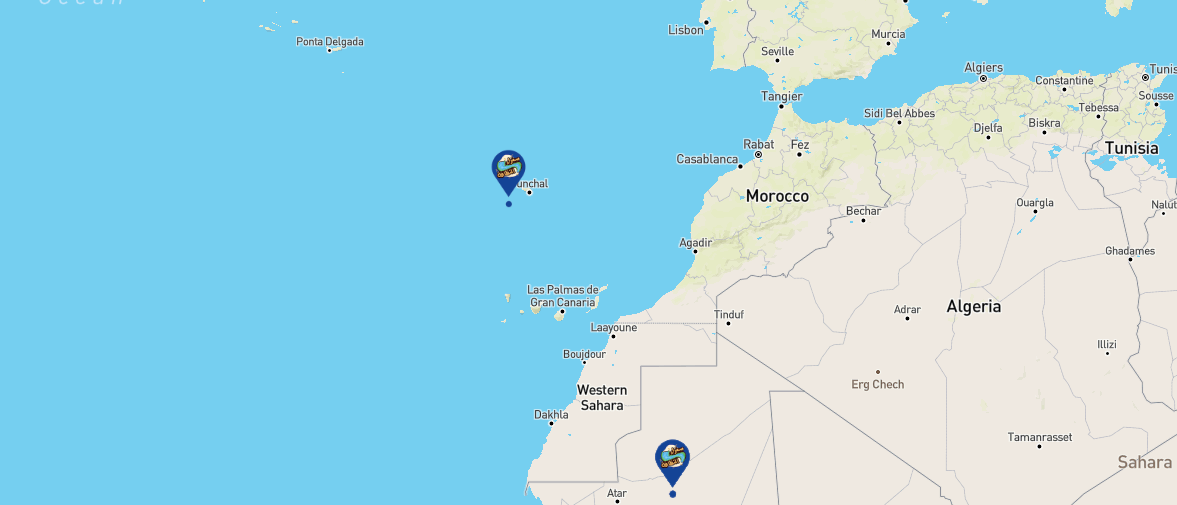 Ocean
Lisbon
Murcia
Ponta Delgada
Seville
Algiers
Tunis
Constantine
Tangier
Sousse
Tebessa
Sidi Bel Abbes
Biskra
Djelfa
Rabat
Fez
Tunisia
Casablanca
unchal
Morocco
Ouargla
Nalut
Bechar
Agadir
Ghadames
Las Palmas de
Gran Canaria
Algeria
Adrar
Tinduf
Laayoune
Illizi
Boujdour
Erg Chech
Western
Sahara
Dakhla
Tamanrasset
Sahara
Atar